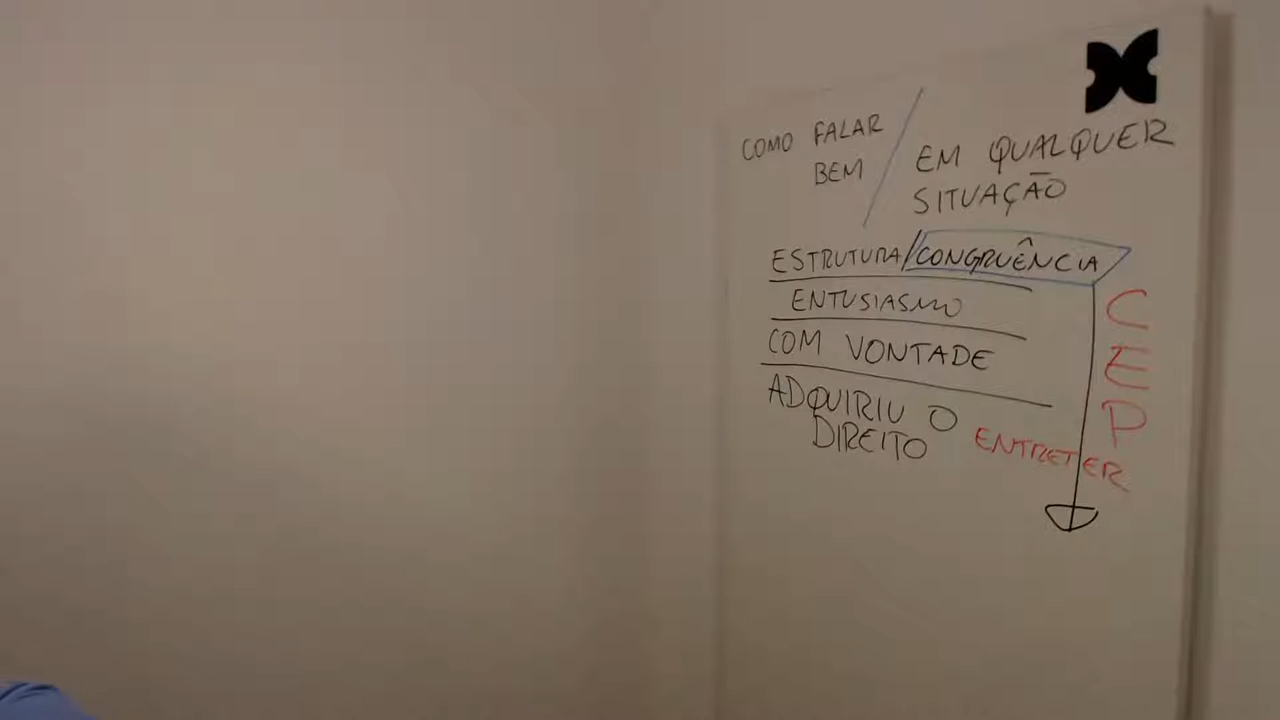 COMO FALAR
BEM
EM QUALQUER
SITUAÇÃO
ESTRUTURA/CONGRUÊNCIA
ENTUSIASMO
COM VONTADE
ADQUIRIU O
DIREITO
C
E
P
ENTRETER